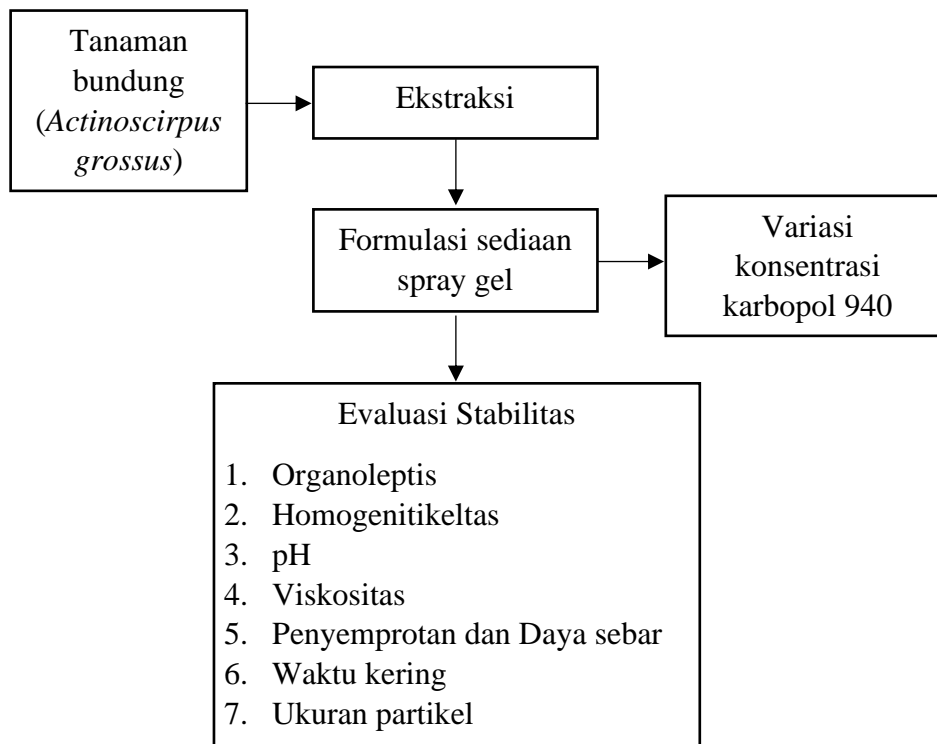 Tanaman
bundung
(Actinoscirpus
grossus)
Ekstraksi
Formulasi sediaan
spray gel
Variasi
konsentrasi
karbopol 940
Evaluasi Stabilitas
1. Organoleptis
2. Homogenitikeltas
3. pH
4. Viskositas
5. Penyemprotan dan Daya sebar
6. Waktu kering
7. Ukuran partikel